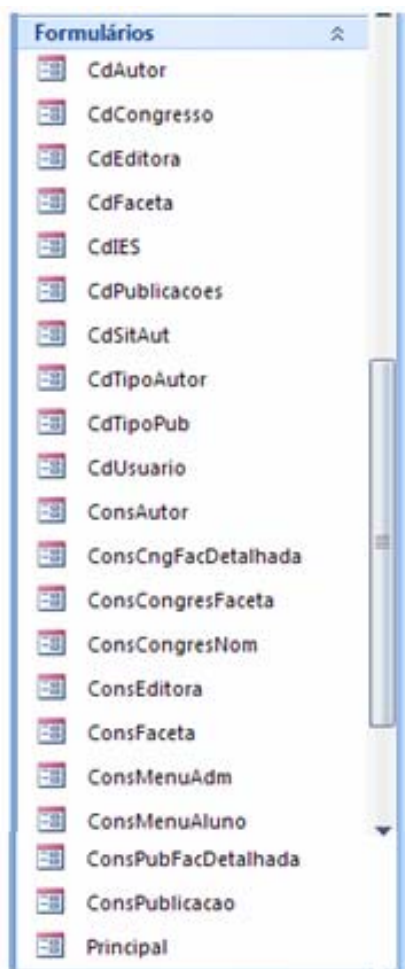 Formulários
CdAutor
CdCongresso
CdEditora
CdFaceta
CdIES
CdPublicacoes
CdSitAut
CdTipoAutor
CdTipoPub
CdUsuario
ConsAutor
ConsCngFacDetalhada
ConsCongresFaceta
ConsCongresNom
ConsEditora
ConsFaceta
ConsMenuAdm
ConsMenuAluno
ConsPubFacDetalhada
ConsPublicacao
Principal